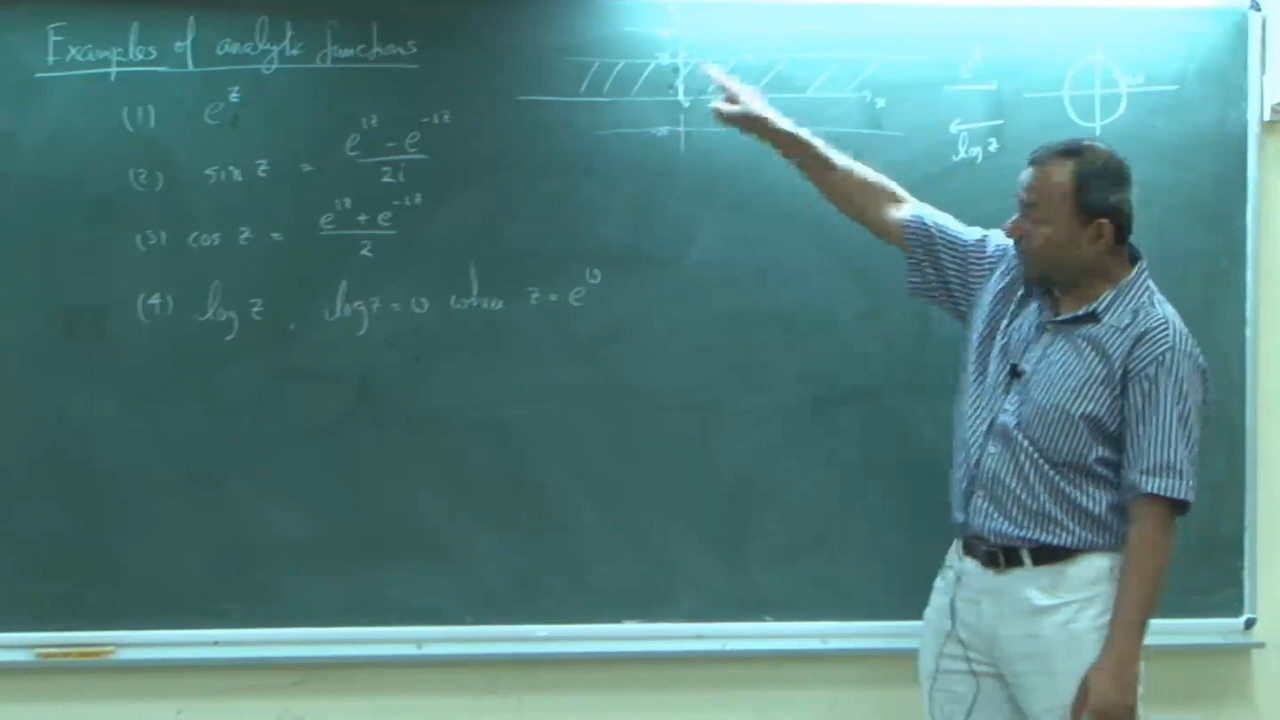 Examples of analytic functions
(1) e^z
(2) sin z = (e^{iz} - e^{-iz}) / 2i
(3) cos z = (e^{iz} + e^{-iz}) / 2
(4) log z , log z = w when z = e^w
x
log z